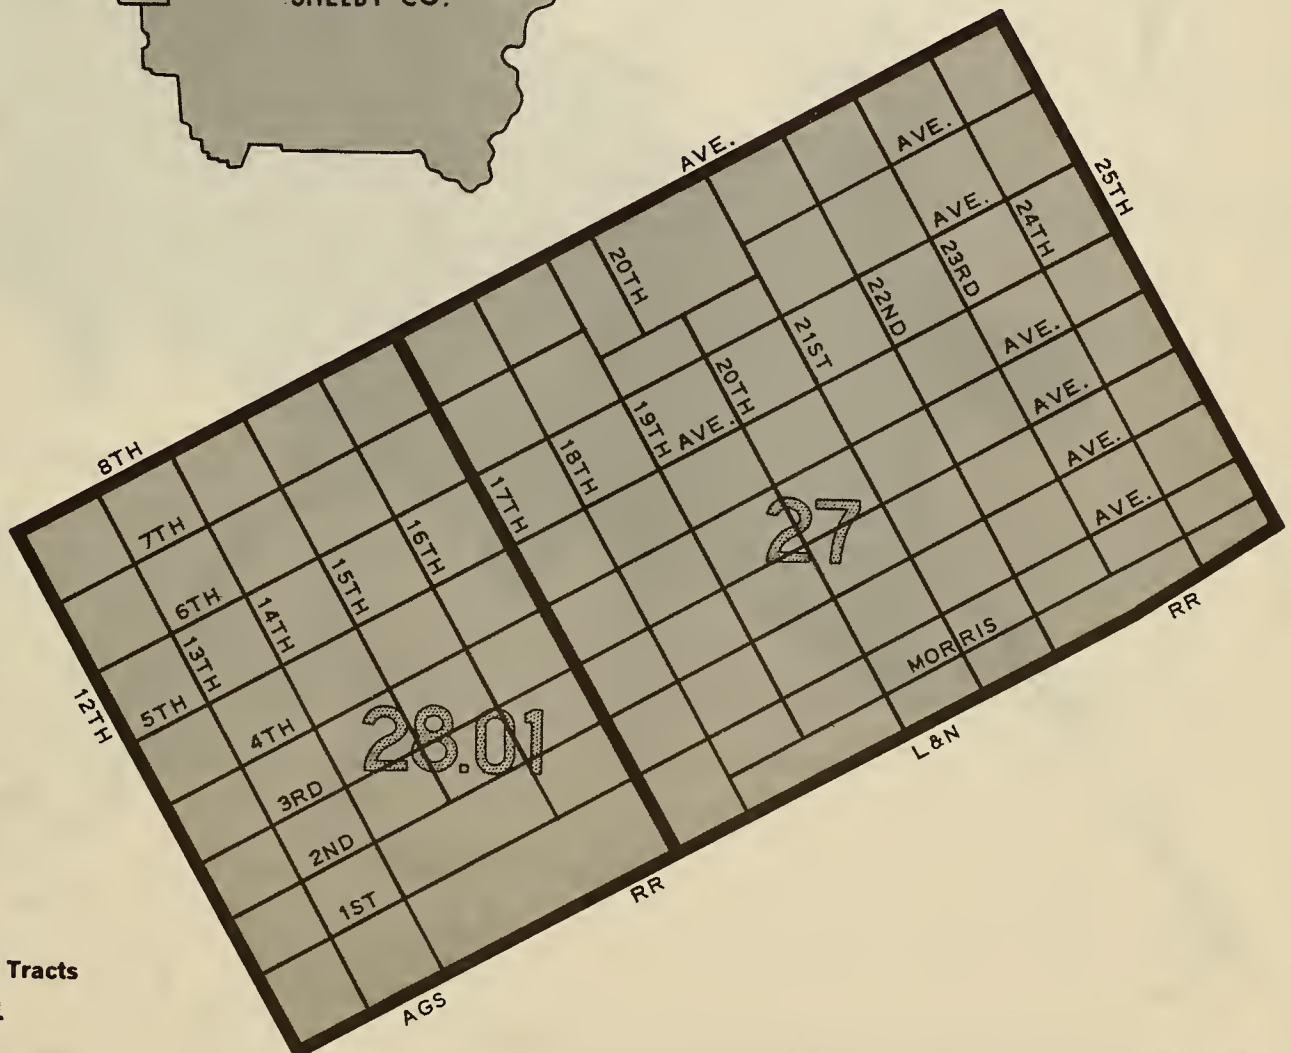 SHELBY CO.
AVE.
AVE.
25TH
AVE.
24TH
20TH
23RD
22ND
21ST
AVE.
20TH
AVE.
19TH
AVE.
8TH
18TH
AVE.
17TH
27
AVE.
7TH
16TH
15TH
6TH
14TH
RR
13TH
MORRIS
5TH
12TH
4TH
28.01
L&N
3RD
2ND
RR
1ST
Tracts
AGS